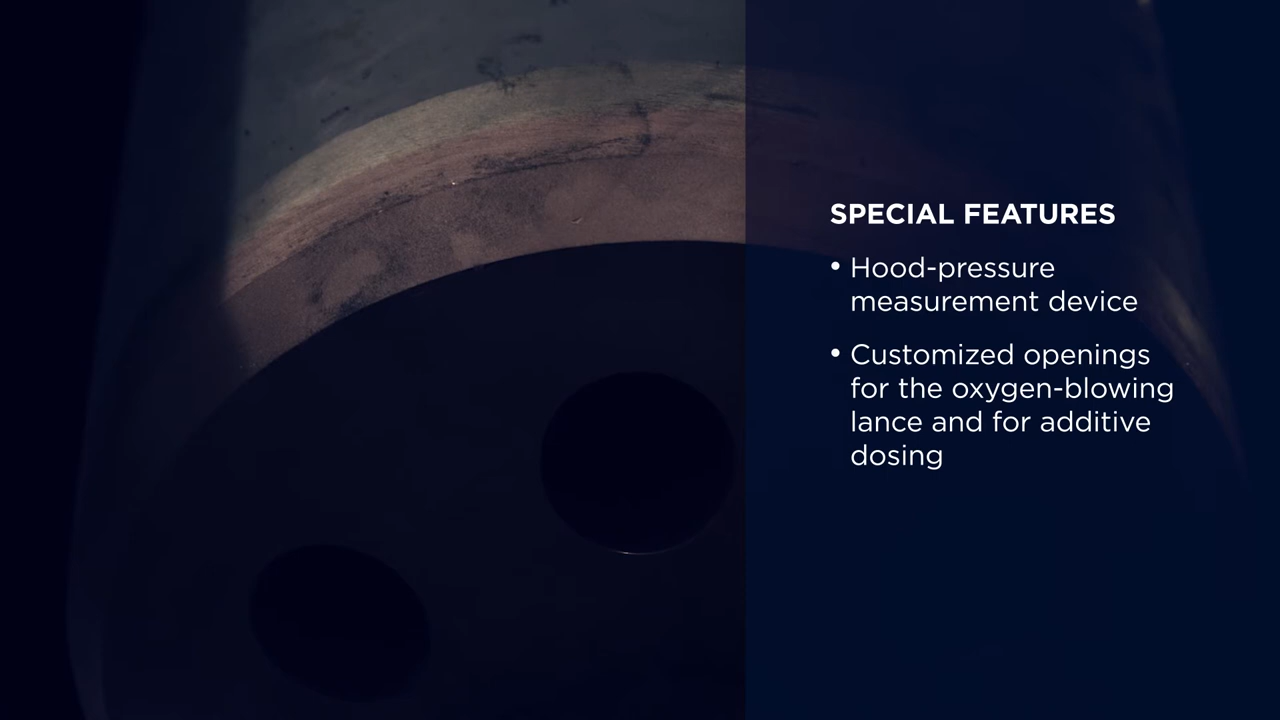 SPECIAL FEATURES
• Hood-pressure
measurement device
• Customized openings
for the oxygen-blowing
lance and for additive
dosing